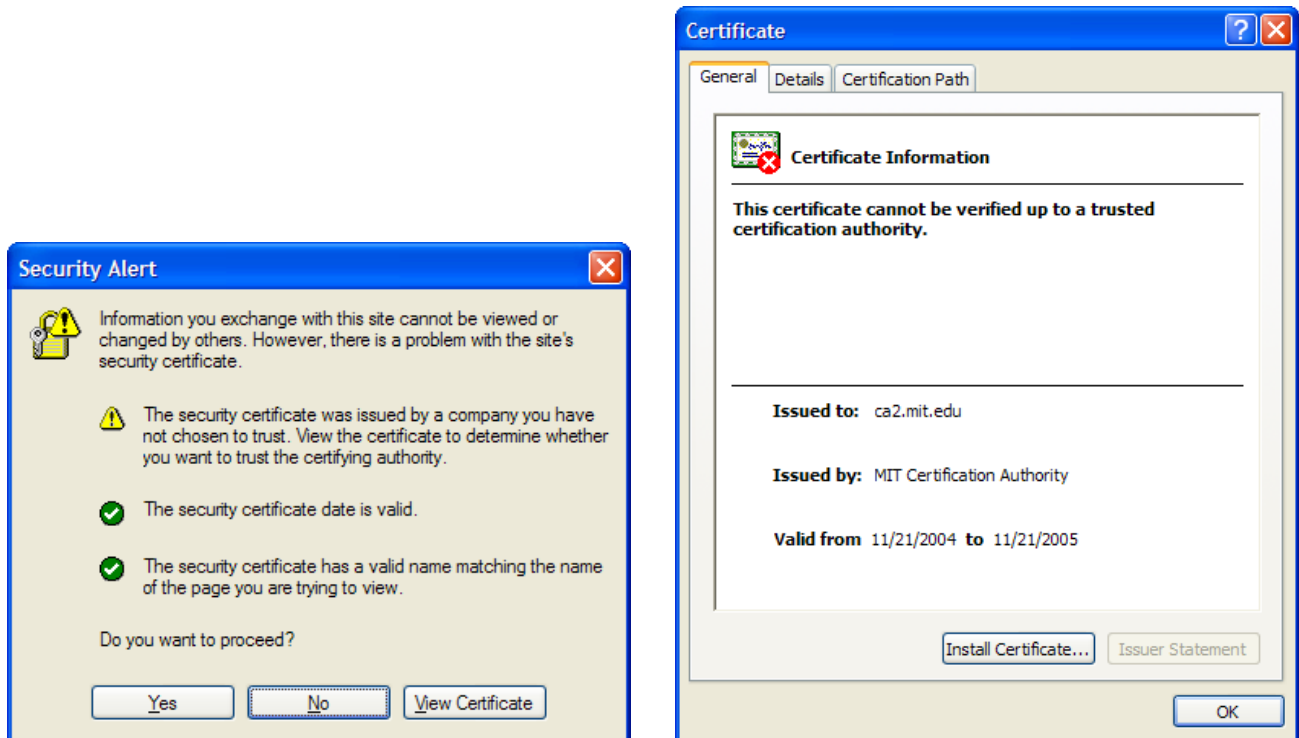 Security Alert
Information you exchange with this site cannot be viewed or
changed by others. However, there is a problem with the site's
security certificate.
The security certificate was issued by a company you have
not chosen to trust. View the certificate to determine whether
you want to trust the certifying authority.
The security certificate date is valid.
The security certificate has a valid name matching the name
of the page you are trying to view.
Do you want to proceed?
Yes No View Certificate
Certificate
General Details Certification Path
Certificate Information
This certificate cannot be verified up to a trusted
certification authority.
Issued to: ca2.mit.edu
Issued by: MIT Certification Authority
Valid from 11/21/2004 to 11/21/2005
Install Certificate... Issuer Statement
OK